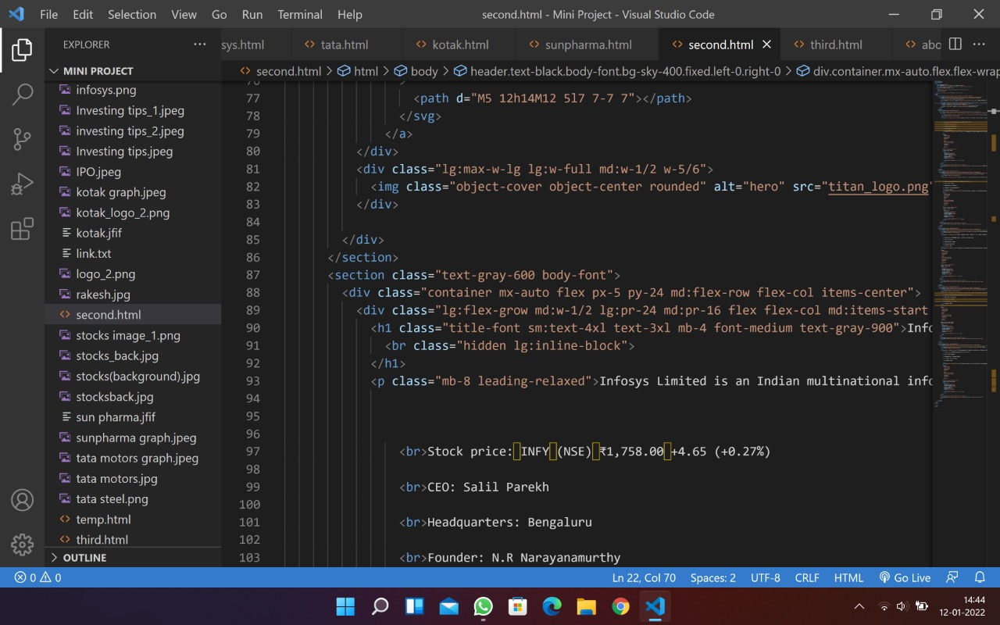 File Edit Selection View Go Run Terminal Help second.html - Mini Project - Visual Studio Code
EXPLORER ···
sys.html tata.html kotak.html sunpharma.html second.html third.html abo
MINI PROJECT
second.html > html > body > header.text-black.body-font.bg-sky-400.fixed.left-0.right-0 > div.container.mx-auto.flex.flex-wrap
infosys.png
Investing tips_1.jpeg
investing tips_2.jpeg
Investing tips.jpeg
IPO.jpeg
kotak graph.jpeg
kotak_logo_2.png
kotak.jfif
link.txt
logo_2.png
rakesh.jpg
second.html
stocks image_1.png
stocks_back.jpg
stocks(background).jpg
stocksback.jpg
sun pharma.jfif
sunpharma graph.jpeg
tata motors graph.jpeg
tata motors.jpg
tata steel.png
temp.html
third.html
OUTLINE
76 >
77 <path d="M5 12h14M12 5l7 7-7 7"></path>
78 </svg>
79 </a>
80 </div>
81 <div class="lg:max-w-lg lg:w-full md:w-1/2 w-5/6">
82 <img class="object-cover object-center rounded" alt="hero" src="titan_logo.png"
83 </div>
84
85 </div>
86 </section>
87 <section class="text-gray-600 body-font">
88 <div class="container mx-auto flex px-5 py-24 md:flex-row flex-col items-center">
89 <div class="lg:flex-grow md:w-1/2 lg:pr-24 md:pr-16 flex flex-col md:items-start
90 <h1 class="title-font sm:text-4xl text-3xl mb-4 font-medium text-gray-900">Info
91 <br class="hidden lg:inline-block">
92 </h1>
93 <p class="mb-8 leading-relaxed">Infosys Limited is an Indian multinational info
94
95
96
97 <br>Stock price: INFY (NSE) ₹1,758.00 +4.65 (+0.27%)
98
99 <br>CEO: Salil Parekh
100
101 <br>Headquarters: Bengaluru
102
103 <br>Founder: N.R Narayanamurthy
0 0 Ln 22, Col 70 Spaces: 2 UTF-8 CRLF HTML Go Live
14:44
12-01-2022